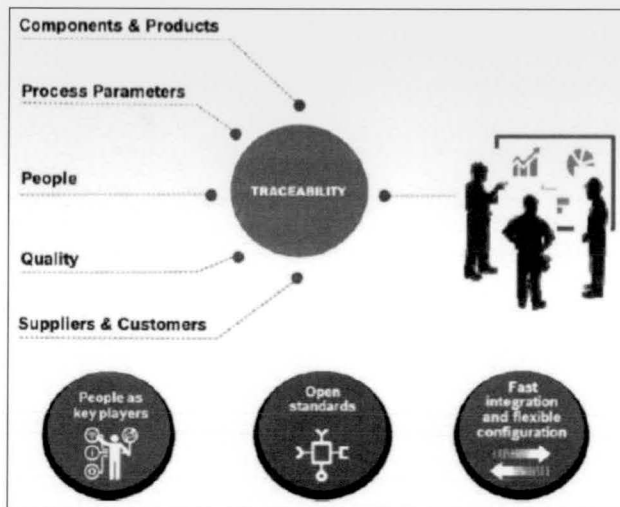 Components & Products
Process Parameters
People
TRACEABILITY
Quality
Suppliers & Customers
People as
key players
Open
standards
Fast
integration
and flexible
configuration